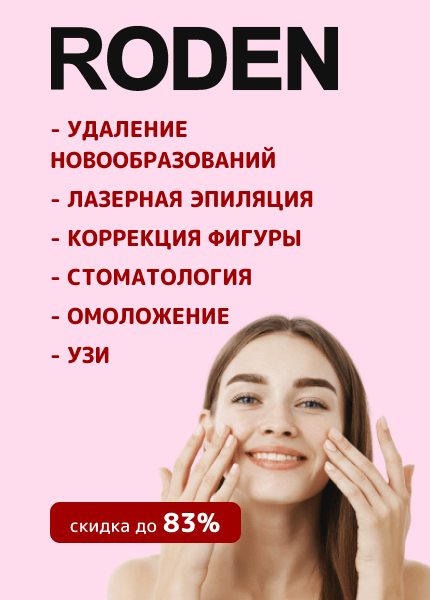 RODEN
- УДАЛЕНИЕ
НОВООБРАЗОВАНИЙ
- ЛАЗЕРНАЯ ЭПИЛЯЦИЯ
- КОРРЕКЦИЯ ФИГУРЫ
- СТОМАТОЛОГИЯ
- ОМОЛОЖЕНИЕ
- УЗИ
скидка до 83%